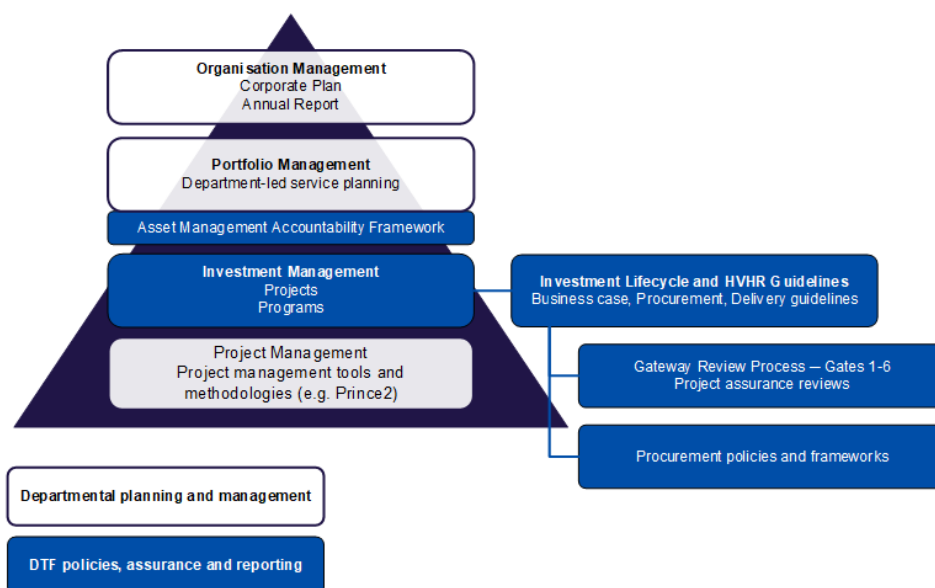 Organisation Management
Corporate Plan
Annual Report
Portfolio Management
Department-led service planning
Asset Management Accountability Framework
Investment Management
Projects
Programs
Investment Lifecycle and HVHR Guidelines
Business case, Procurement, Delivery guidelines
Project Management
Project management tools and
methodologies (e.g. Prince2)
Gateway Review Process — Gates 1-6
Project assurance reviews
Procurement policies and frameworks
Departmental planning and management
DTF policies, assurance and reporting